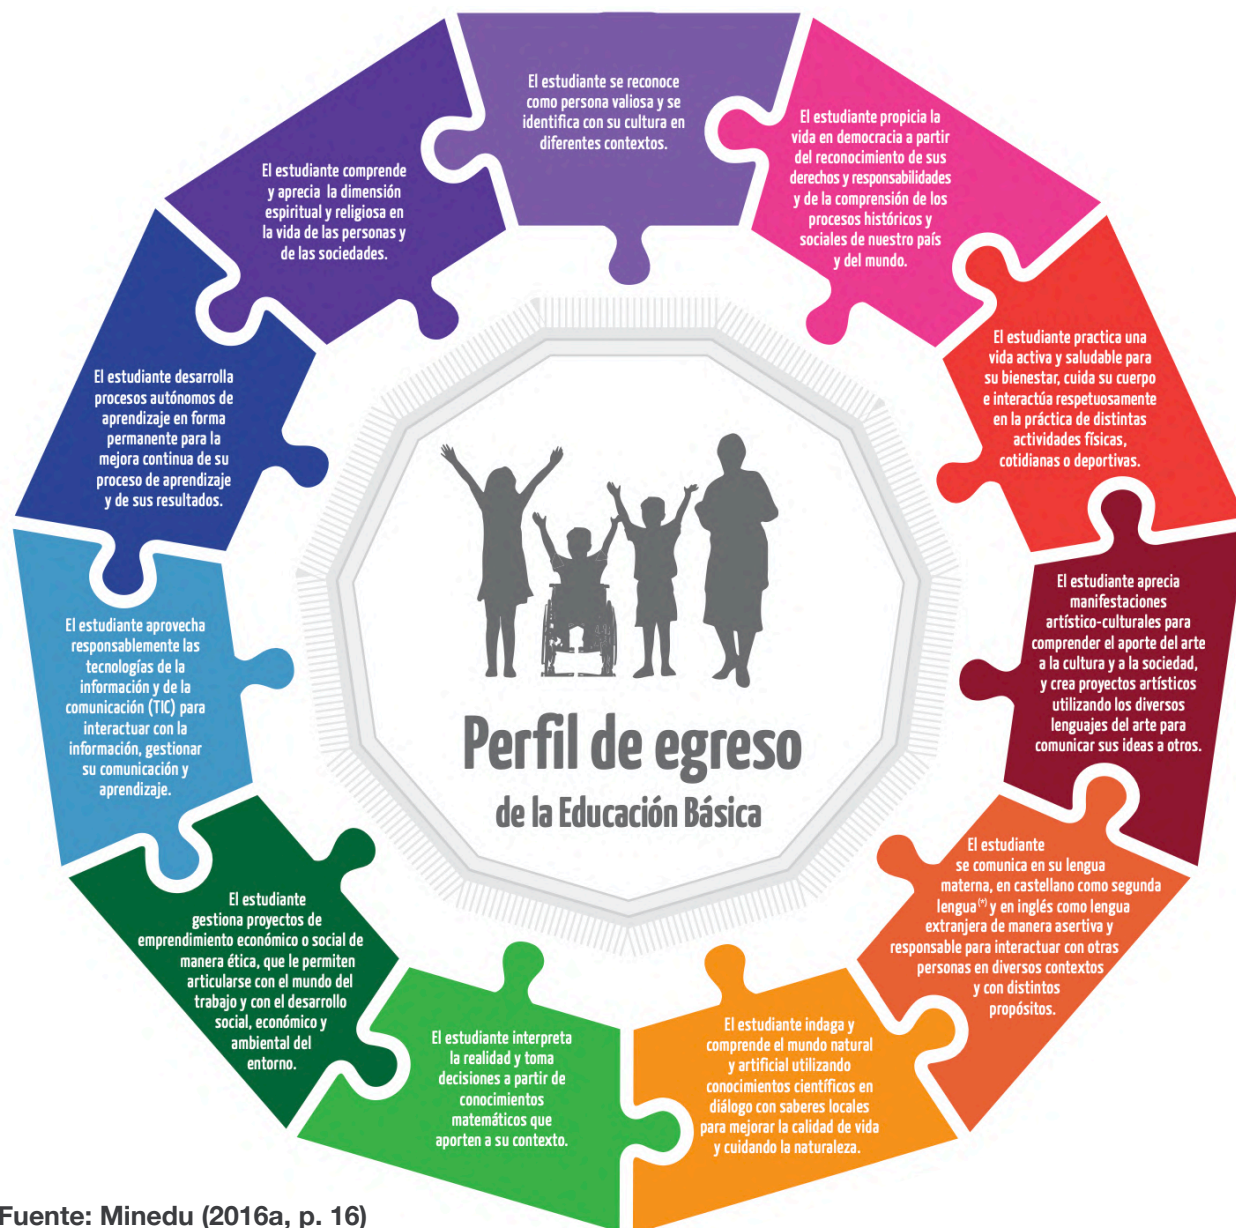 El estudiante se reconoce
como persona valiosa y se
identifica con su cultura en
diferentes contextos.
El estudiante propicia la
vida en democracia a partir
del reconocimiento de sus
derechos y responsabilidades
y de la comprensión de los
procesos históricos y
sociales de nuestro país
y del mundo.
El estudiante practica una
vida activa y saludable para
su bienestar, cuida su cuerpo
e interactúa respetuosamente
en la práctica de distintas
actividades físicas,
cotidianas o deportivas.
El estudiante aprecia
manifestaciones
artístico-culturales para
comprender el aporte del arte
a la cultura y a la sociedad,
y crea proyectos artísticos
utilizando los diversos
lenguajes del arte para
comunicar sus ideas a otros.
El estudiante
se comunica en su lengua
materna, en castellano como segunda
lengua(*) y en inglés como lengua
extranjera de manera asertiva y
responsable para interactuar con otras
personas en diversos contextos
y con distintos
propósitos.
El estudiante indaga y
comprende el mundo natural
y artificial utilizando
conocimientos científicos en
diálogo con saberes locales
para mejorar la calidad de vida
y cuidando la naturaleza.
El estudiante interpreta
la realidad y toma
decisiones a partir de
conocimientos
matemáticos que
aporten a su contexto.
El estudiante
gestiona proyectos de
emprendimiento económico o social de
manera ética, que le permiten
articularse con el mundo del
trabajo y con el desarrollo
social, económico y
ambiental del
entorno.
El estudiante aprovecha
responsablemente las
tecnologías de la
información y de la
comunicación (TIC) para
interactuar con la
información, gestionar
su comunicación y
aprendizaje.
El estudiante desarrolla
procesos autónomos de
aprendizaje en forma
permanente para la
mejora continua de su
proceso de aprendizaje
y de sus resultados.
El estudiante comprende
y aprecia la dimensión
espiritual y religiosa en
la vida de las personas y
de las sociedades.
Perfil de egreso
de la Educación Básica
Fuente: Minedu (2016a, p. 16)